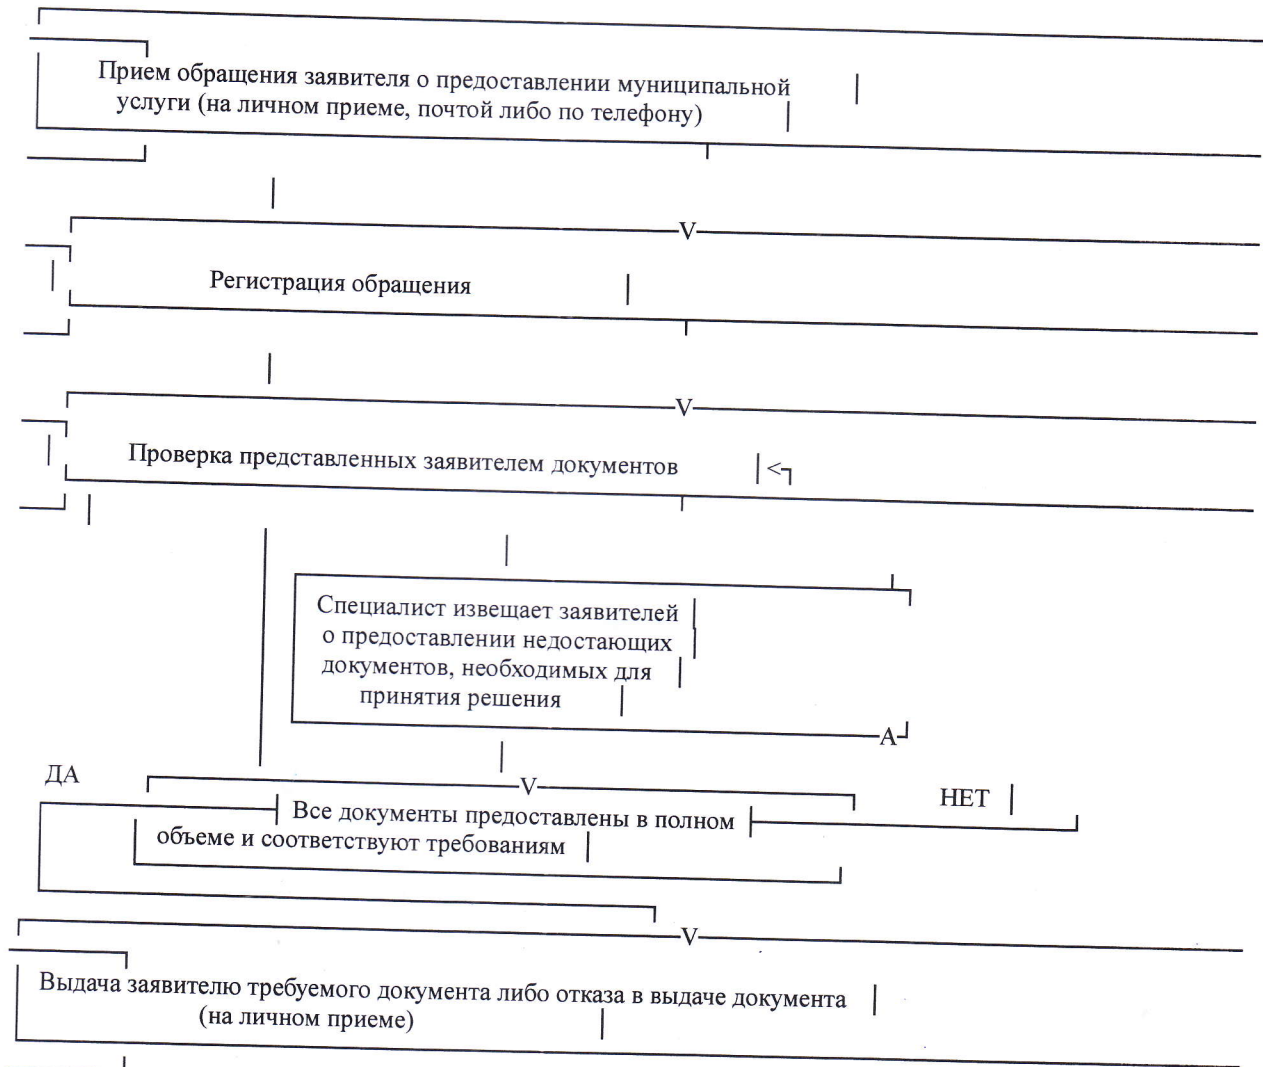 Прием обращения заявителя о предоставлении муниципальной
услуги (на личном приеме, почтой либо по телефону)
V
Регистрация обращения
V
Проверка представленных заявителем документов <
Специалист извещает заявителей
о предоставлении недостающих
документов, необходимых для
принятия решения
А
ДА V НЕТ
Все документы предоставлены в полном
объеме и соответствуют требованиям
V
Выдача заявителю требуемого документа либо отказа в выдаче документа
(на личном приеме)